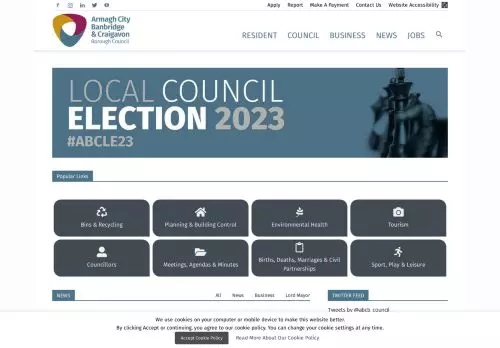 Apply Report Make A Payment Contact Us Website Accessibility
Armagh City
Banbridge
& Craigavon
Borough Council
RESIDENT COUNCIL BUSINESS NEWS JOBS
LOCAL COUNCIL
ELECTION 2023
#ABCLE23
Popular Links
Bins & Recycling
Planning & Building Control
Environmental Health
Tourism
Councillors
Meetings, Agendas & Minutes
Births, Deaths, Marriages & Civil
Partnerships
Sport, Play & Leisure
NEWS All News Business Lord Mayor
TWITTER FEED
Tweets by @abcb_council
We use cookies on your computer or mobile device to make this website better.
By clicking Accept or continuing, you agree to our cookie policy. You can change your cookie settings at any time.
Accept Cookie Policy Read More About Our Cookie Policy